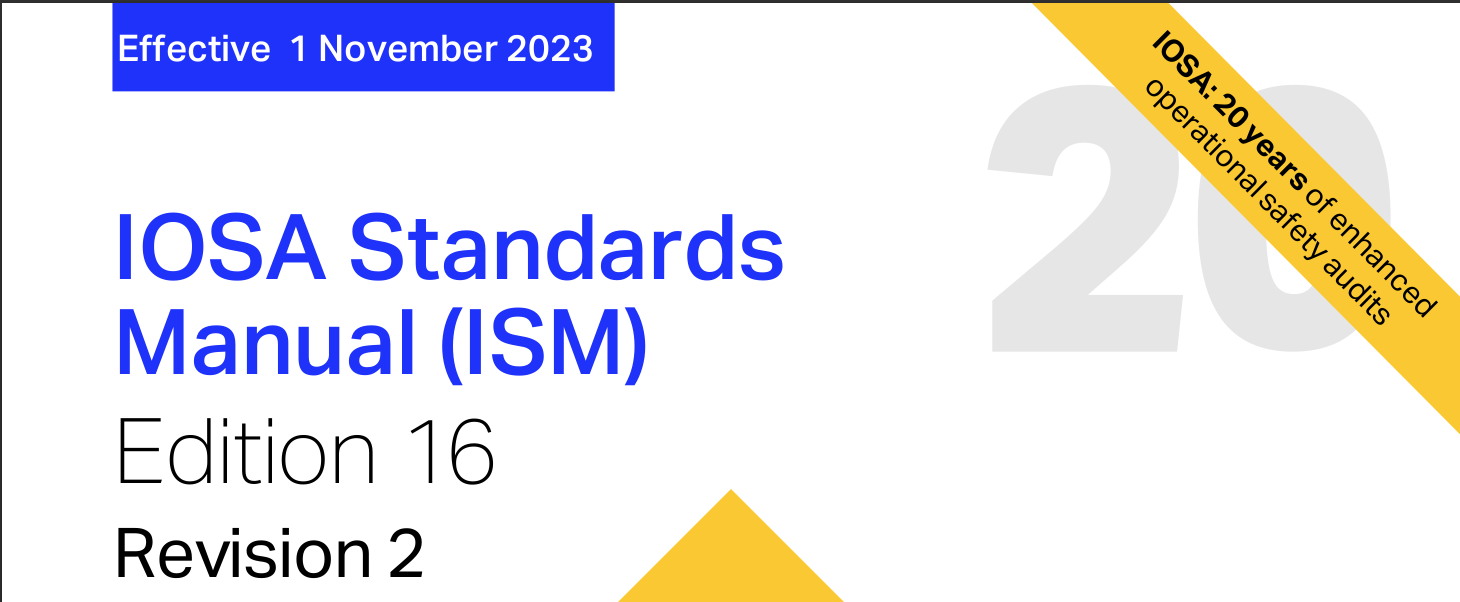 Effective 1 November 2023
IOSA: 20 years of enhanced
operational safety audits
20
IOSA Standards
Manual (ISM)
Edition 16
Revision 2